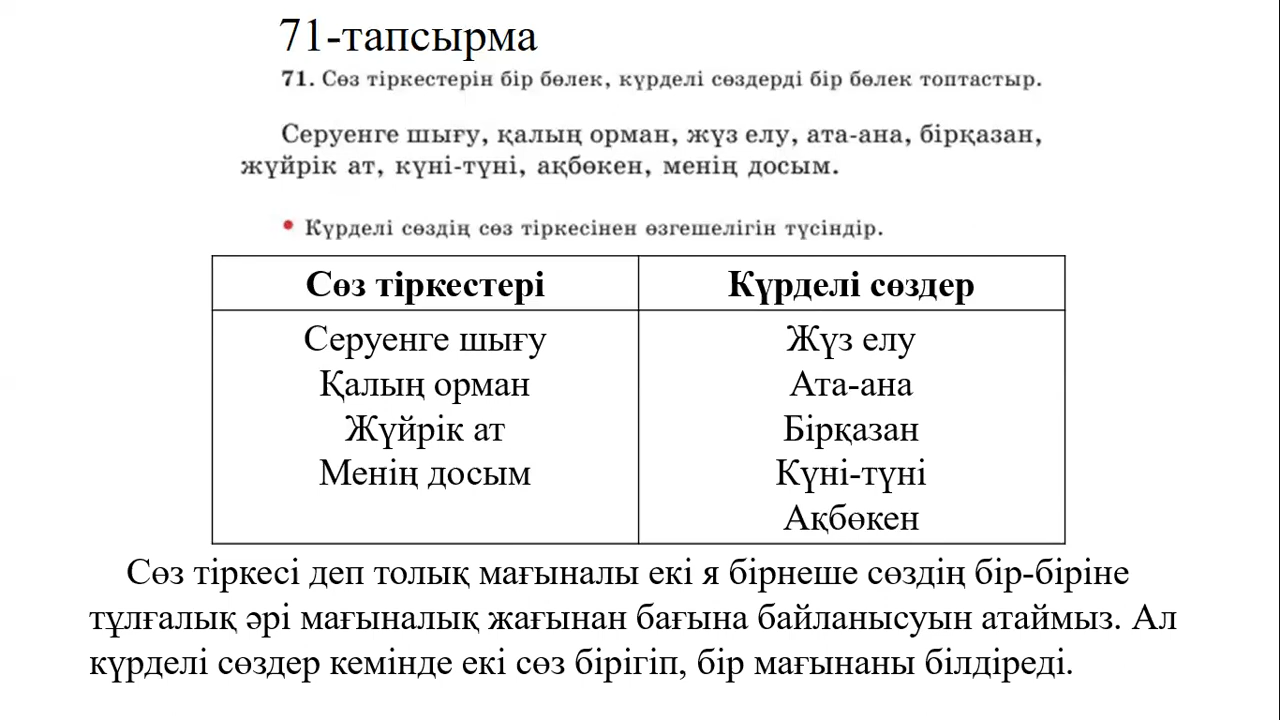 71-тапсырма
71. Сөз тіркестерін бір бөлек, күрделі сөздерді бір бөлек топтастыр.
Серуенге шығу, қалың орман, жүз елу, ата-ана, бірқазан,
жүйрік ат, күні-түні, ақбөкен, менің досым.
• Күрделі сөздің сөз тіркесінен өзгешелігін түсіндір.
Сөз тіркестері
Күрделі сөздер
Серуенге шығу
Қалың орман
Жүйрік ат
Менің досым
Жүз елу
Ата-ана
Бірқазан
Күні-түні
Ақбөкен
Сөз тіркесі деп толық мағыналы екі я бірнеше сөздің бір-біріне
тұлғалық әрі мағыналық жағынан бағына байланысуын атаймыз. Ал
күрделі сөздер кемінде екі сөз бірігіп, бір мағынаны білдіреді.